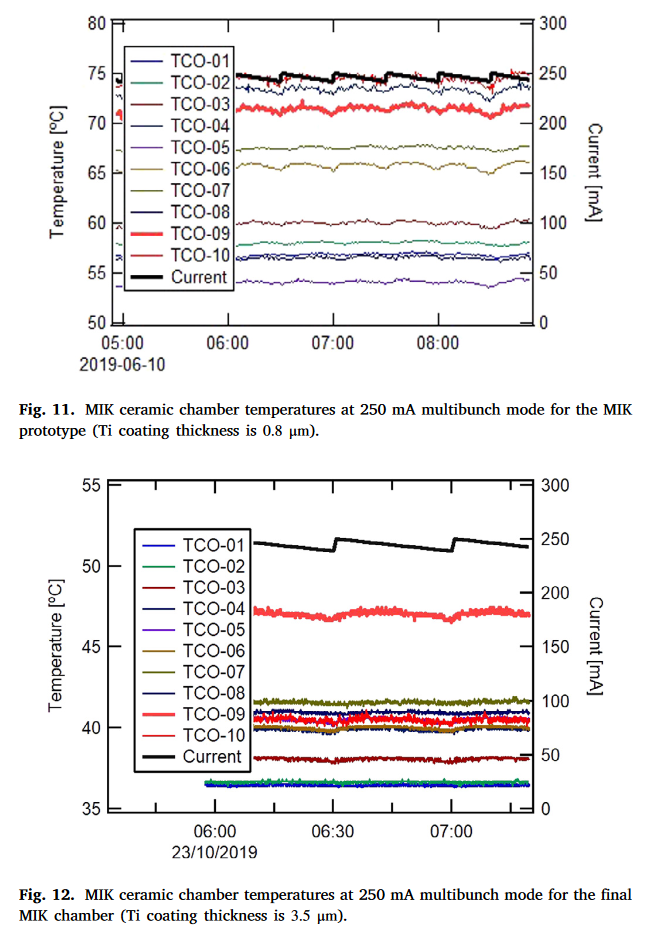 80
75
70
65
60
55
50
Temperature [ºC]
TCO-01
TCO-02
TCO-03
TCO-04
TCO-05
TCO-06
TCO-07
TCO-08
TCO-09
TCO-10
Current
300
250
200
150
100
50
0
Current [mA]
05:00 06:00 07:00 08:00
2019-06-10
Fig. 11. MIK ceramic chamber temperatures at 250 mA multibunch mode for the MIK
prototype (Ti coating thickness is 0.8 μm).
55
50
45
40
35
Temperature [ºC]
TCO-01
TCO-02
TCO-03
TCO-04
TCO-05
TCO-06
TCO-07
TCO-08
TCO-09
TCO-10
Current
300
250
200
150
100
50
0
Current [mA]
06:00 06:30 07:00
23/10/2019
Fig. 12. MIK ceramic chamber temperatures at 250 mA multibunch mode for the final
MIK chamber (Ti coating thickness is 3.5 μm).